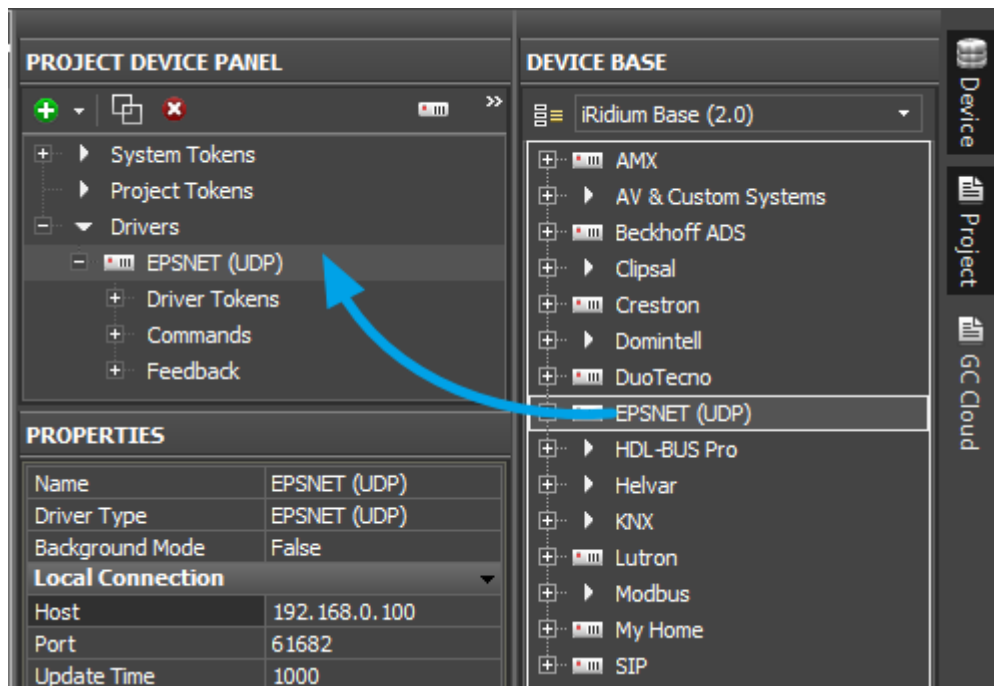 PROJECT DEVICE PANEL
»
System Tokens
Project Tokens
Drivers
EPSNET (UDP)
Driver Tokens
Commands
Feedback
PROPERTIES
Name EPSNET (UDP)
Driver Type EPSNET (UDP)
Background Mode False
Local Connection
Host 192.168.0.100
Port 61682
Update Time 1000
DEVICE BASE
iRidium Base (2.0)
AMX
AV & Custom Systems
Beckhoff ADS
Clipsal
Crestron
Domintell
DuoTecno
EPSNET (UDP)
HDL-BUS Pro
Helvar
KNX
Lutron
Modbus
My Home
SIP
Device
Project
GC Cloud